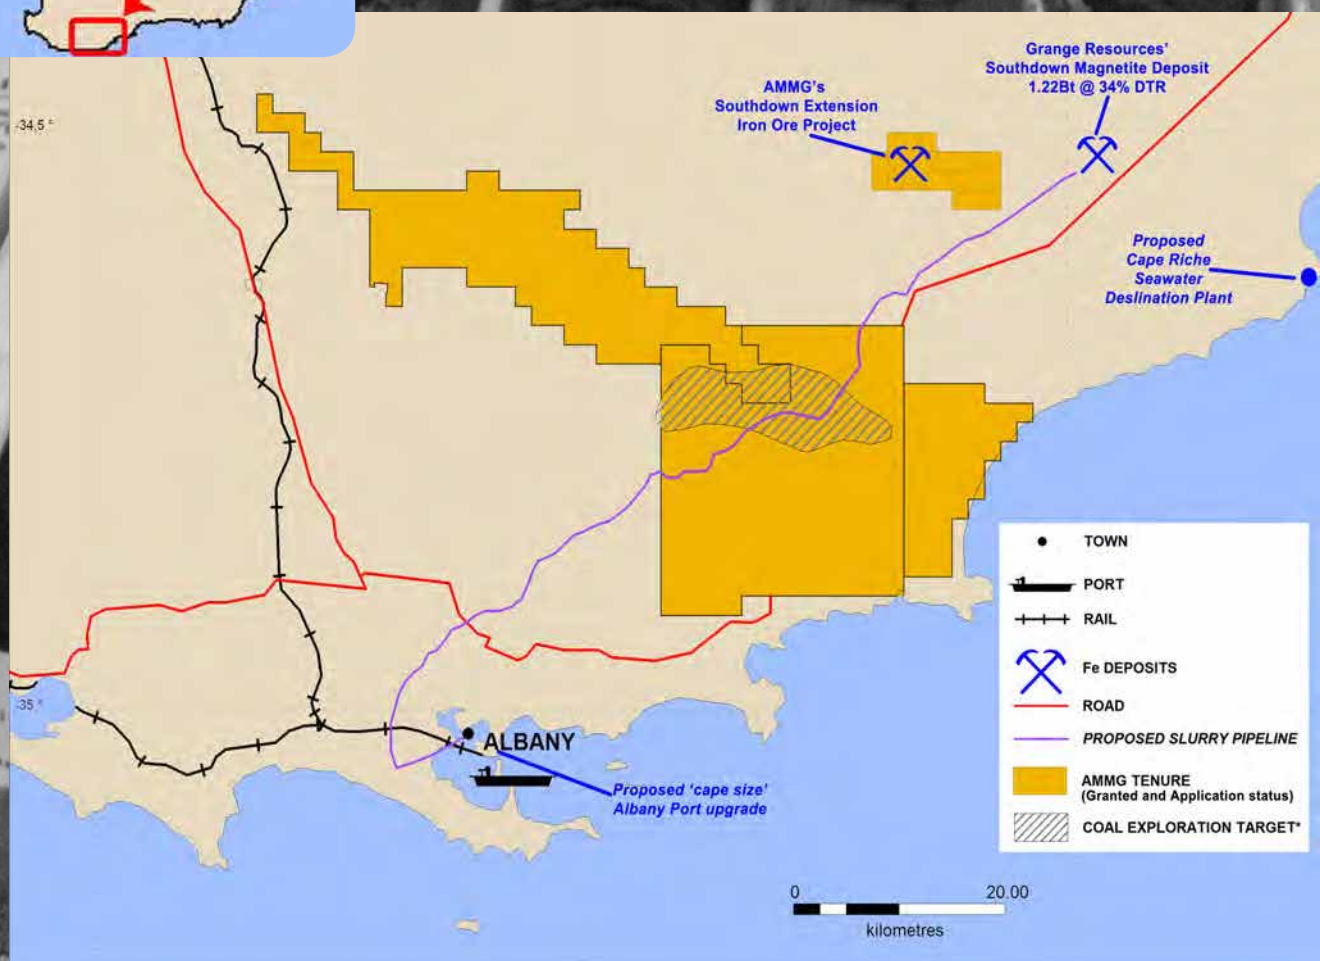 -34.5 °
AMMG's
Southdown Extension
Iron Ore Project
Grange Resources'
Southdown Magnetite Deposit
1.22Bt @ 34% DTR
Proposed
Cape Riche
Seawater
Deslination Plant
-35 °
ALBANY
Proposed 'cape size'
Albany Port upgrade
TOWN
PORT
RAIL
Fe DEPOSITS
ROAD
PROPOSED SLURRY PIPELINE
AMMG TENURE
(Granted and Application status)
COAL EXPLORATION TARGET*
0 20.00
kilometres